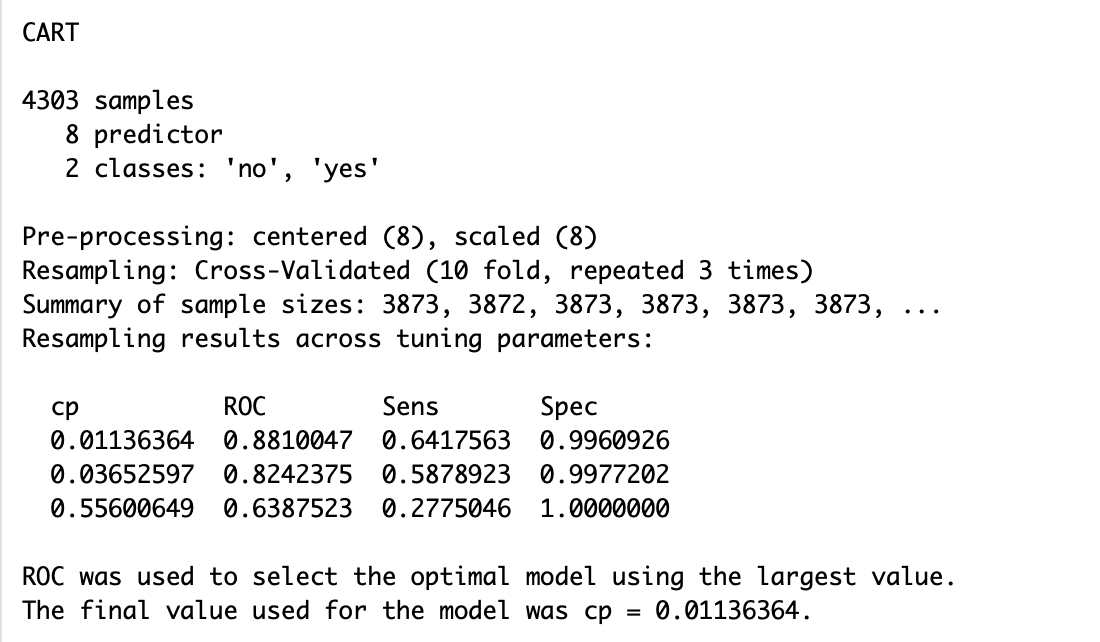 CART
4303 samples
8 predictor
2 classes: 'no', 'yes'
Pre-processing: centered (8), scaled (8)
Resampling: Cross-Validated (10 fold, repeated 3 times)
Summary of sample sizes: 3873, 3872, 3873, 3873, 3873, 3873, ...
Resampling results across tuning parameters:
cp ROC Sens Spec
0.01136364 0.8810047 0.6417563 0.9960926
0.03652597 0.8242375 0.5878923 0.9977202
0.55600649 0.6387523 0.2775046 1.0000000
ROC was used to select the optimal model using the largest value.
The final value used for the model was cp = 0.01136364.